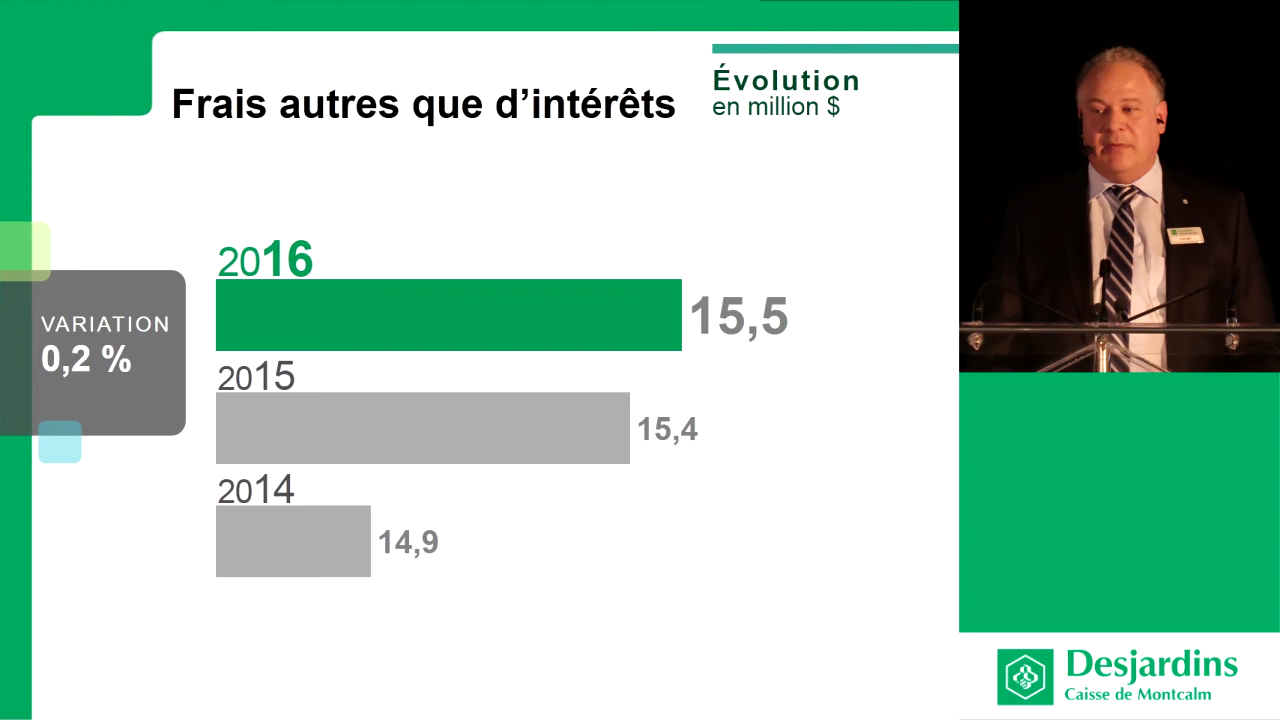 Frais autres que d’intérêts
Évolution
en million $
VARIATION
0,2 %
2016
15,5
2015
15,4
2014
14,9
Desjardins
Caisse de Montcalm